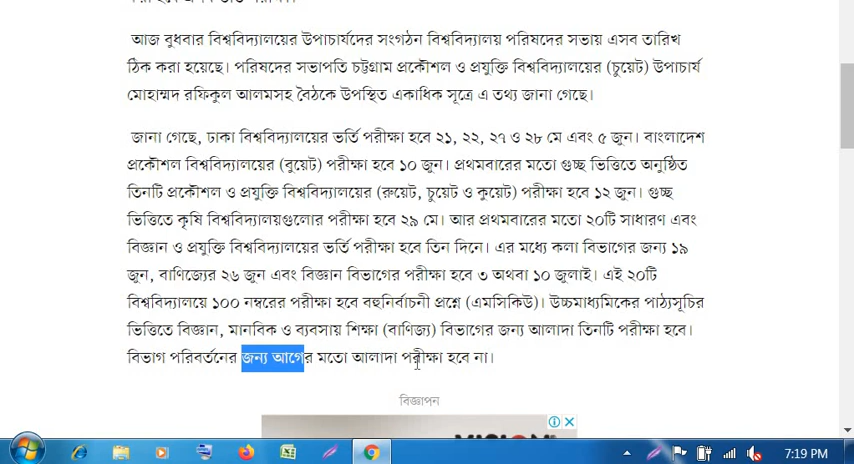 আজ বুধবার বিশ্ববিদ্যালয়ের উপাচার্যদের সংগঠন বিশ্ববিদ্যালয় পরিষদের সভায় এসব তারিখ
ঠিক করা হয়েছে। পরিষদের সভাপতি চট্টগ্রাম প্রকৌশল ও প্রযুক্তি বিশ্ববিদ্যালয়ের (চুয়েট) উপাচার্য
মোহাম্মদ রফিকুল আলমসহ বৈঠকে উপস্থিত একাধিক সূত্রে এ তথ্য জানা গেছে।
জানা গেছে, ঢাকা বিশ্ববিদ্যালয়ের ভর্তি পরীক্ষা হবে ২১, ২২, ২৭ ও ২৮ মে এবং ৫ জুন। বাংলাদেশ
প্রকৌশল বিশ্ববিদ্যালয়ের (বুয়েট) পরীক্ষা হবে ১০ জুন। প্রথমবারের মতো গুচ্ছ ভিত্তিতে অনুষ্ঠিত
তিনটি প্রকৌশল ও প্রযুক্তি বিশ্ববিদ্যালয়ের (রুয়েট, চুয়েট ও কুয়েট) পরীক্ষা হবে ১২ জুন। গুচ্ছ
ভিত্তিতে কৃষি বিশ্ববিদ্যালয়গুলোর পরীক্ষা হবে ২৯ মে। আর প্রথমবারের মতো ২০টি সাধারণ এবং
বিজ্ঞান ও প্রযুক্তি বিশ্ববিদ্যালয়ের ভর্তি পরীক্ষা হবে তিন দিনে। এর মধ্যে কলা বিভাগের জন্য ১৯
জুন, বাণিজ্যের ২৬ জুন এবং বিজ্ঞান বিভাগের পরীক্ষা হবে ৩ অথবা ১০ জুলাই। এই ২০টি
বিশ্ববিদ্যালয়ে ১০০ নম্বরের পরীক্ষা হবে বহুনির্বাচনী প্রশ্নে (এমসিকিউ)। উচ্চমাধ্যমিকের পাঠ্যসূচির
ভিত্তিতে বিজ্ঞান, মানবিক ও ব্যবসায় শিক্ষা (বাণিজ্য) বিভাগের জন্য আলাদা তিনটি পরীক্ষা হবে।
বিভাগ পরিবর্তনের জন্য আগের মতো আলাদা পরীক্ষা হবে না।
বিজ্ঞাপন
7:19 PM